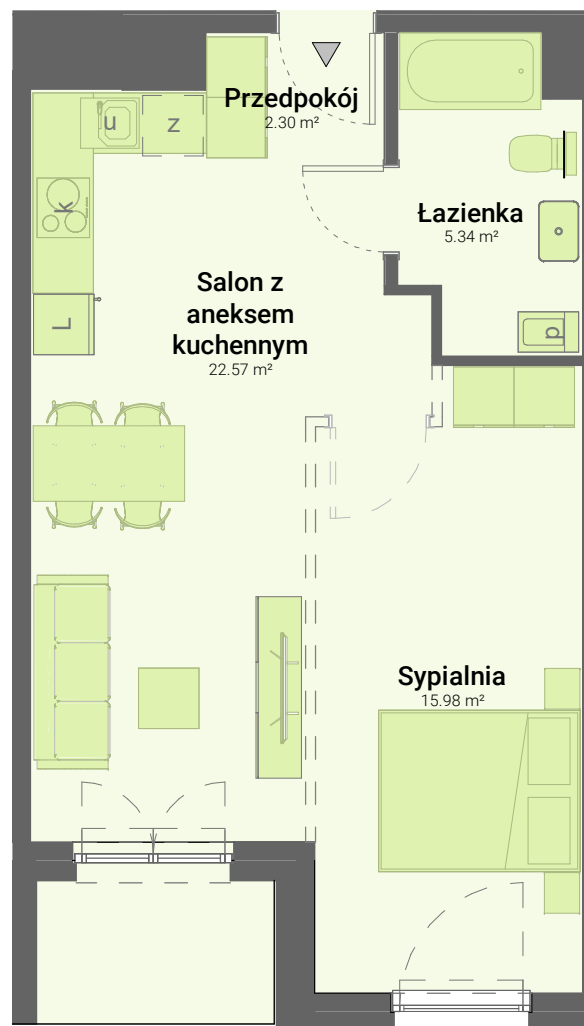 Przedpokój
2.30 m²
u
z
Łazienka
5.34 m²
k
Salon z
aneksem
kuchennym
22.57 m²
L
p
Sypialnia
15.98 m²